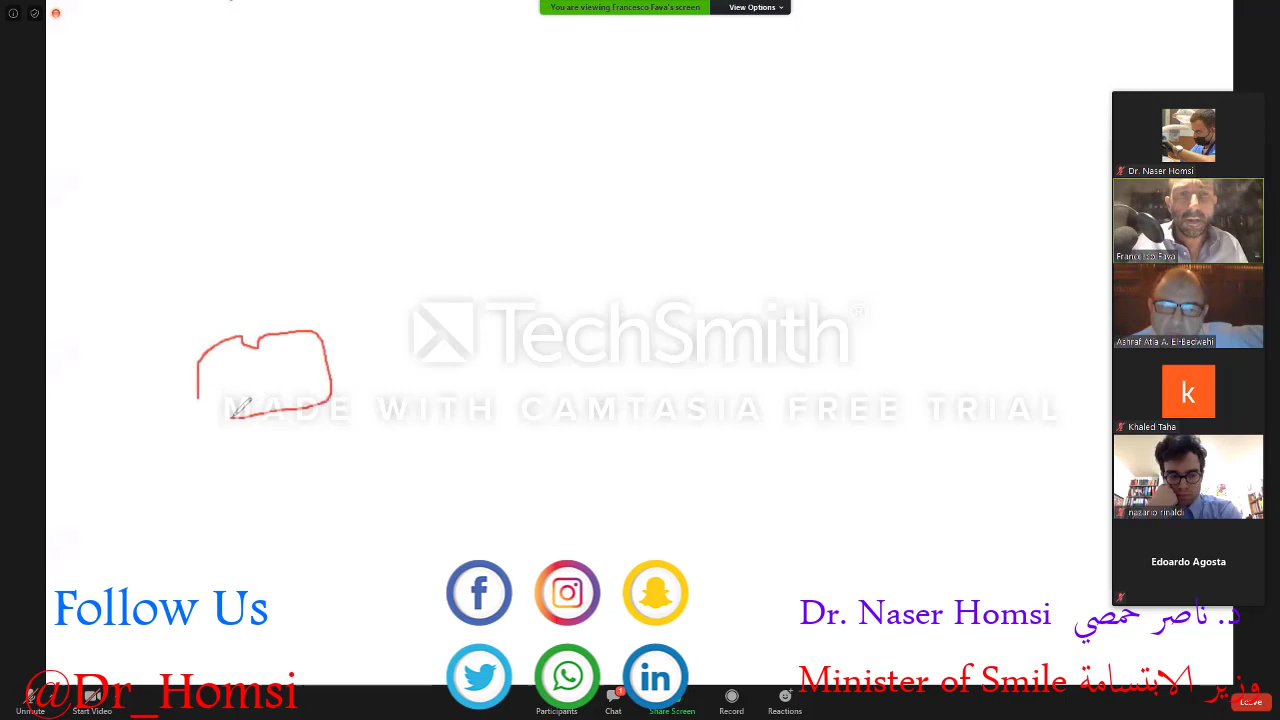 You are viewing Francesco Fava's screen
View Options
Dr. Naser Homsi
Francesco Fava
Ashraf Atia A. El-Bedwehi
k
Khaled Taha
nazario rinaldi
Edoardo Agosta
TechSmith®
MADE WITH CAMTASIA FREE TRIAL
Follow Us
Dr. Naser Homsi د. ناصر حمصي
@Dr_Homsi
Minister of Smile وزير الابتسامة
Unmute
Start Video
Participants
Chat
1
Share Screen
Record
Reactions
Leave